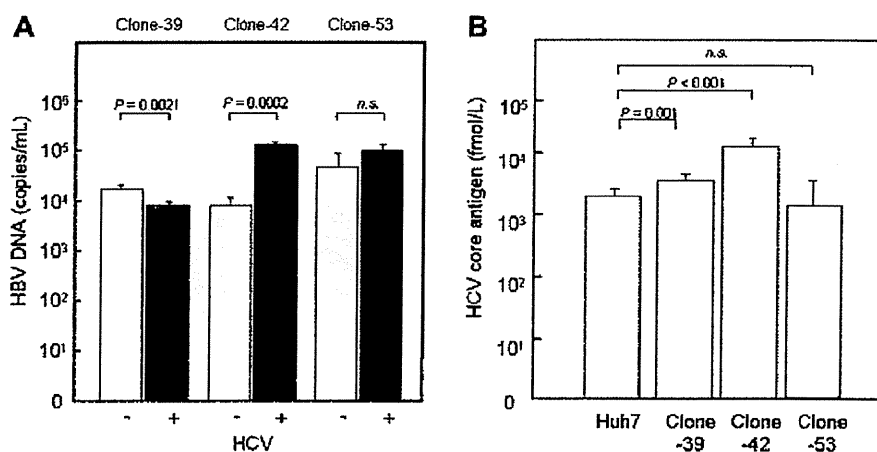 A
Clone-39 Clone-42 Clone-53
HBV DNA (copies/mL)
10⁶
10⁵
10⁴
10³
10²
10¹
0
P = 0.0021
P = 0.0002
n.s.
- + - + - +
HCV
B
HCV core antigen (fmol/L)
10⁵
10⁴
10³
10²
10¹
0
n.s.
P < 0.001
P = 0.001
Huh7 Clone Clone Clone
-39 -42 -53